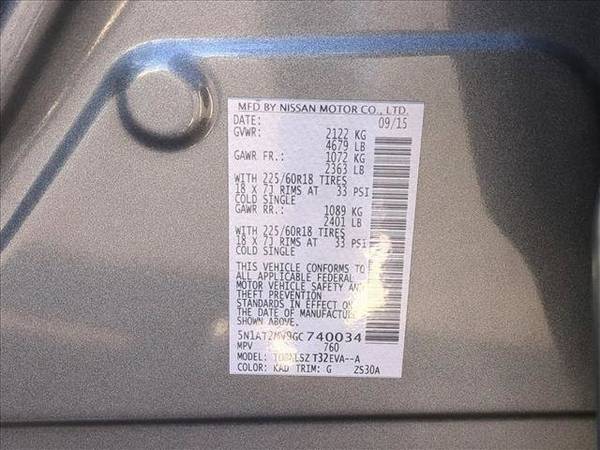 MFD BY NISSAN MOTOR CO., LTD.
DATE: 09/15
GVWR: 2122 KG
4679 LB
GAWR FR.: 1072 KG
2363 LB
WITH 225/60R18 TIRES
18 X 7J RIMS AT 33 PSI
COLD SINGLE
GAWR RR.: 1089 KG
2401 LB
WITH 225/60R18 TIRES
18 X 7J RIMS AT 33 PSI
COLD SINGLE
THIS VEHICLE CONFORMS TO
ALL APPLICABLE FEDERAL
MOTOR VEHICLE SAFETY AND
THEFT PREVENTION
STANDARDS IN EFFECT ON
THE DATE OF MANUFACTURE
SHOWN ABOVE.
5N1AT2MV9GC740034
MPV 760
MODEL: T32EVA--A
COLOR: KAD TRIM: G ZS30A